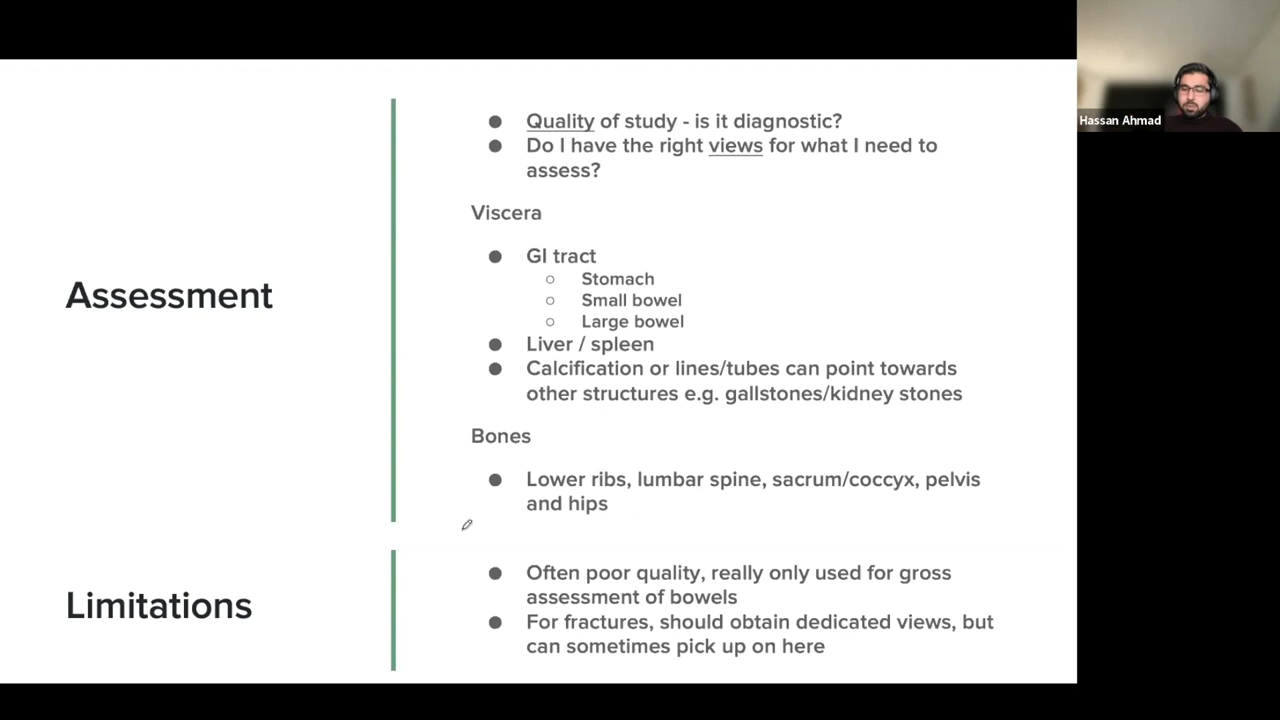 Assessment
Quality of study - is it diagnostic?
Do I have the right views for what I need to
assess?
Viscera
GI tract
Stomach
Small bowel
Large bowel
Liver / spleen
Calcification or lines/tubes can point towards
other structures e.g. gallstones/kidney stones
Bones
Lower ribs, lumbar spine, sacrum/coccyx, pelvis
and hips
Limitations
Often poor quality, really only used for gross
assessment of bowels
For fractures, should obtain dedicated views, but
can sometimes pick up on here
Hassan Ahmad